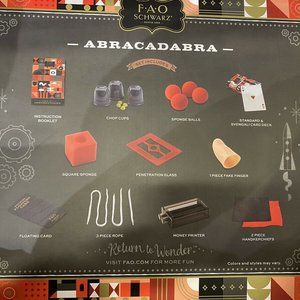 F·A·O
SCHWARZ
ABRACADABRA
SET INCLUDES
INSTRUCTION
BOOKLET
CHOP CUPS
SPONGE BALLS
STANDARD &
SVENGALI CARD DECK
SQUARE SPONGE
PENETRATION GLASS
1 PIECE FAKE FINGER
FLOATING CARD
3-PIECE ROPE
MONEY PRINTER
2 PIECE
HANDKERCHIEFS
Return to Wonder
VISIT FAO.COM FOR MORE FUN
Colors and styles may vary.